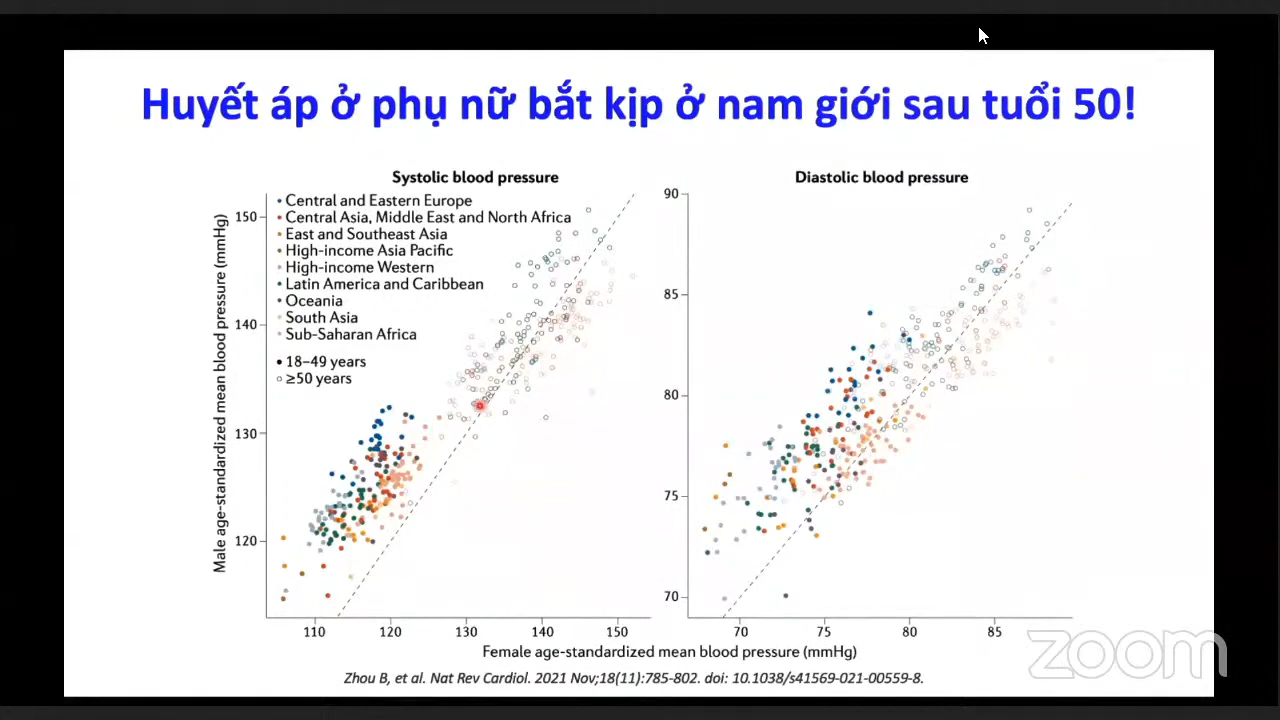 Huyết áp ở phụ nữ bắt kịp ở nam giới sau tuổi 50!
Systolic blood pressure
Diastolic blood pressure
Male age-standardized mean blood pressure (mmHg)
150
140
130
120
Central and Eastern Europe
Central Asia, Middle East and North Africa
East and Southeast Asia
High-income Asia Pacific
High-income Western
Latin America and Caribbean
Oceania
South Asia
Sub-Saharan Africa
18–49 years
≥50 years
90
85
80
75
70
110 120 130 140 150
70 75 80 85
Female age-standardized mean blood pressure (mmHg)
Zhou B, et al. Nat Rev Cardiol. 2021 Nov;18(11):785-802. doi: 10.1038/s41569-021-00559-8.
zoom